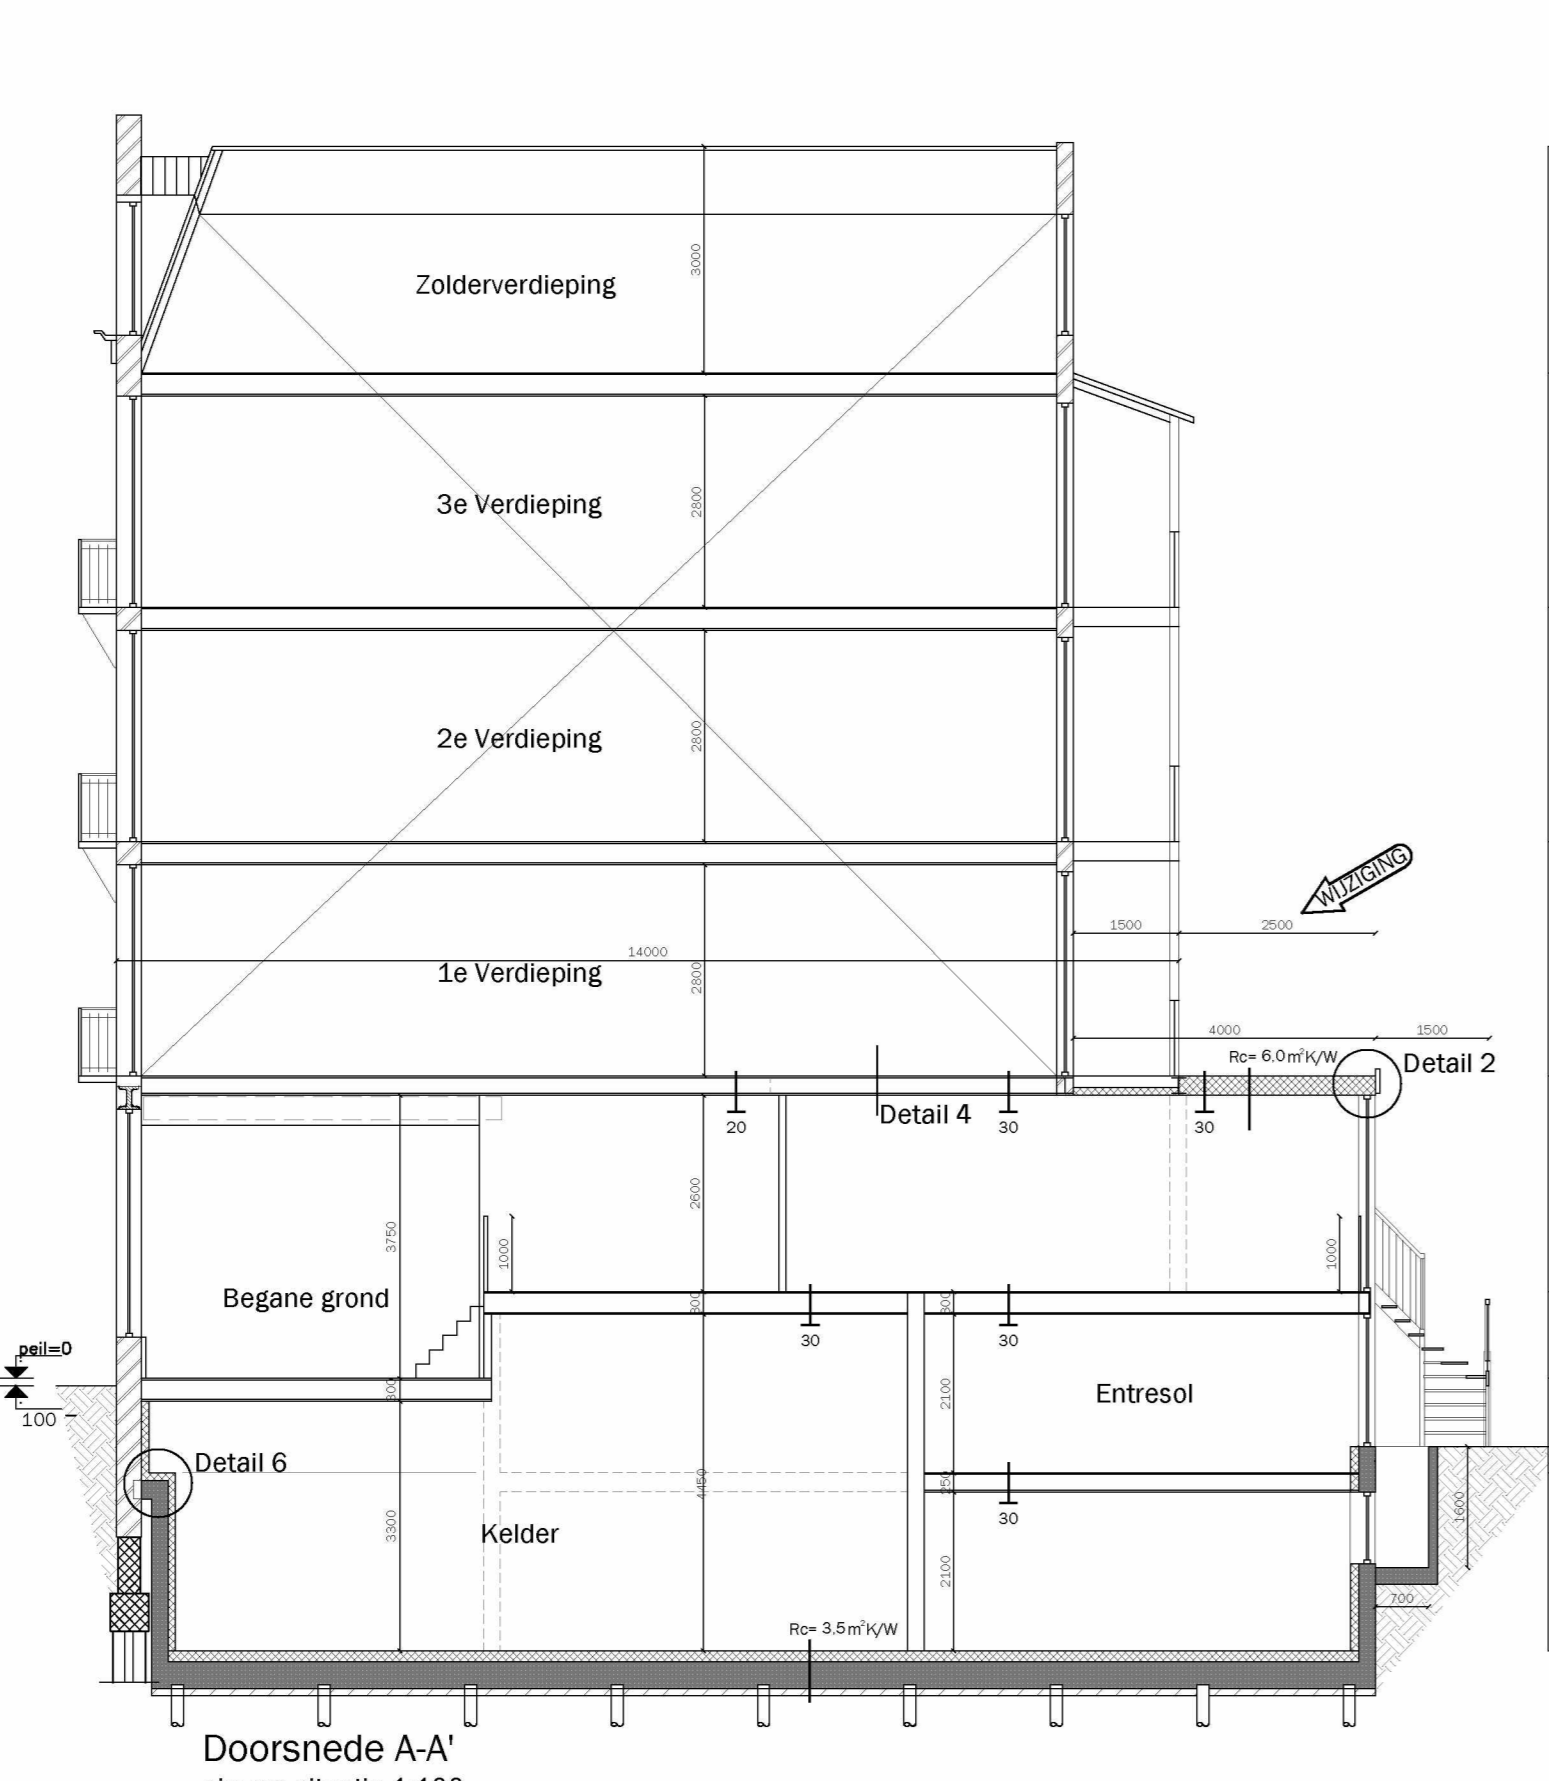 3000
Zolderverdieping
2800
3e Verdieping
2800
2e Verdieping
WIJZIGING
1500
2500
14000
1e Verdieping
2800
4000
1500
Rc= 6.0m²K/W
Detail 2
Detail 4
20
30
30
2600
3750
1000
1000
Begane grond
300
300
30
30
peil=0
100
300
2100
Entresol
Detail 6
4450
250
30
3300
Kelder
1600
2100
700
Rc= 3.5m²K/W
Doorsnede A-A'